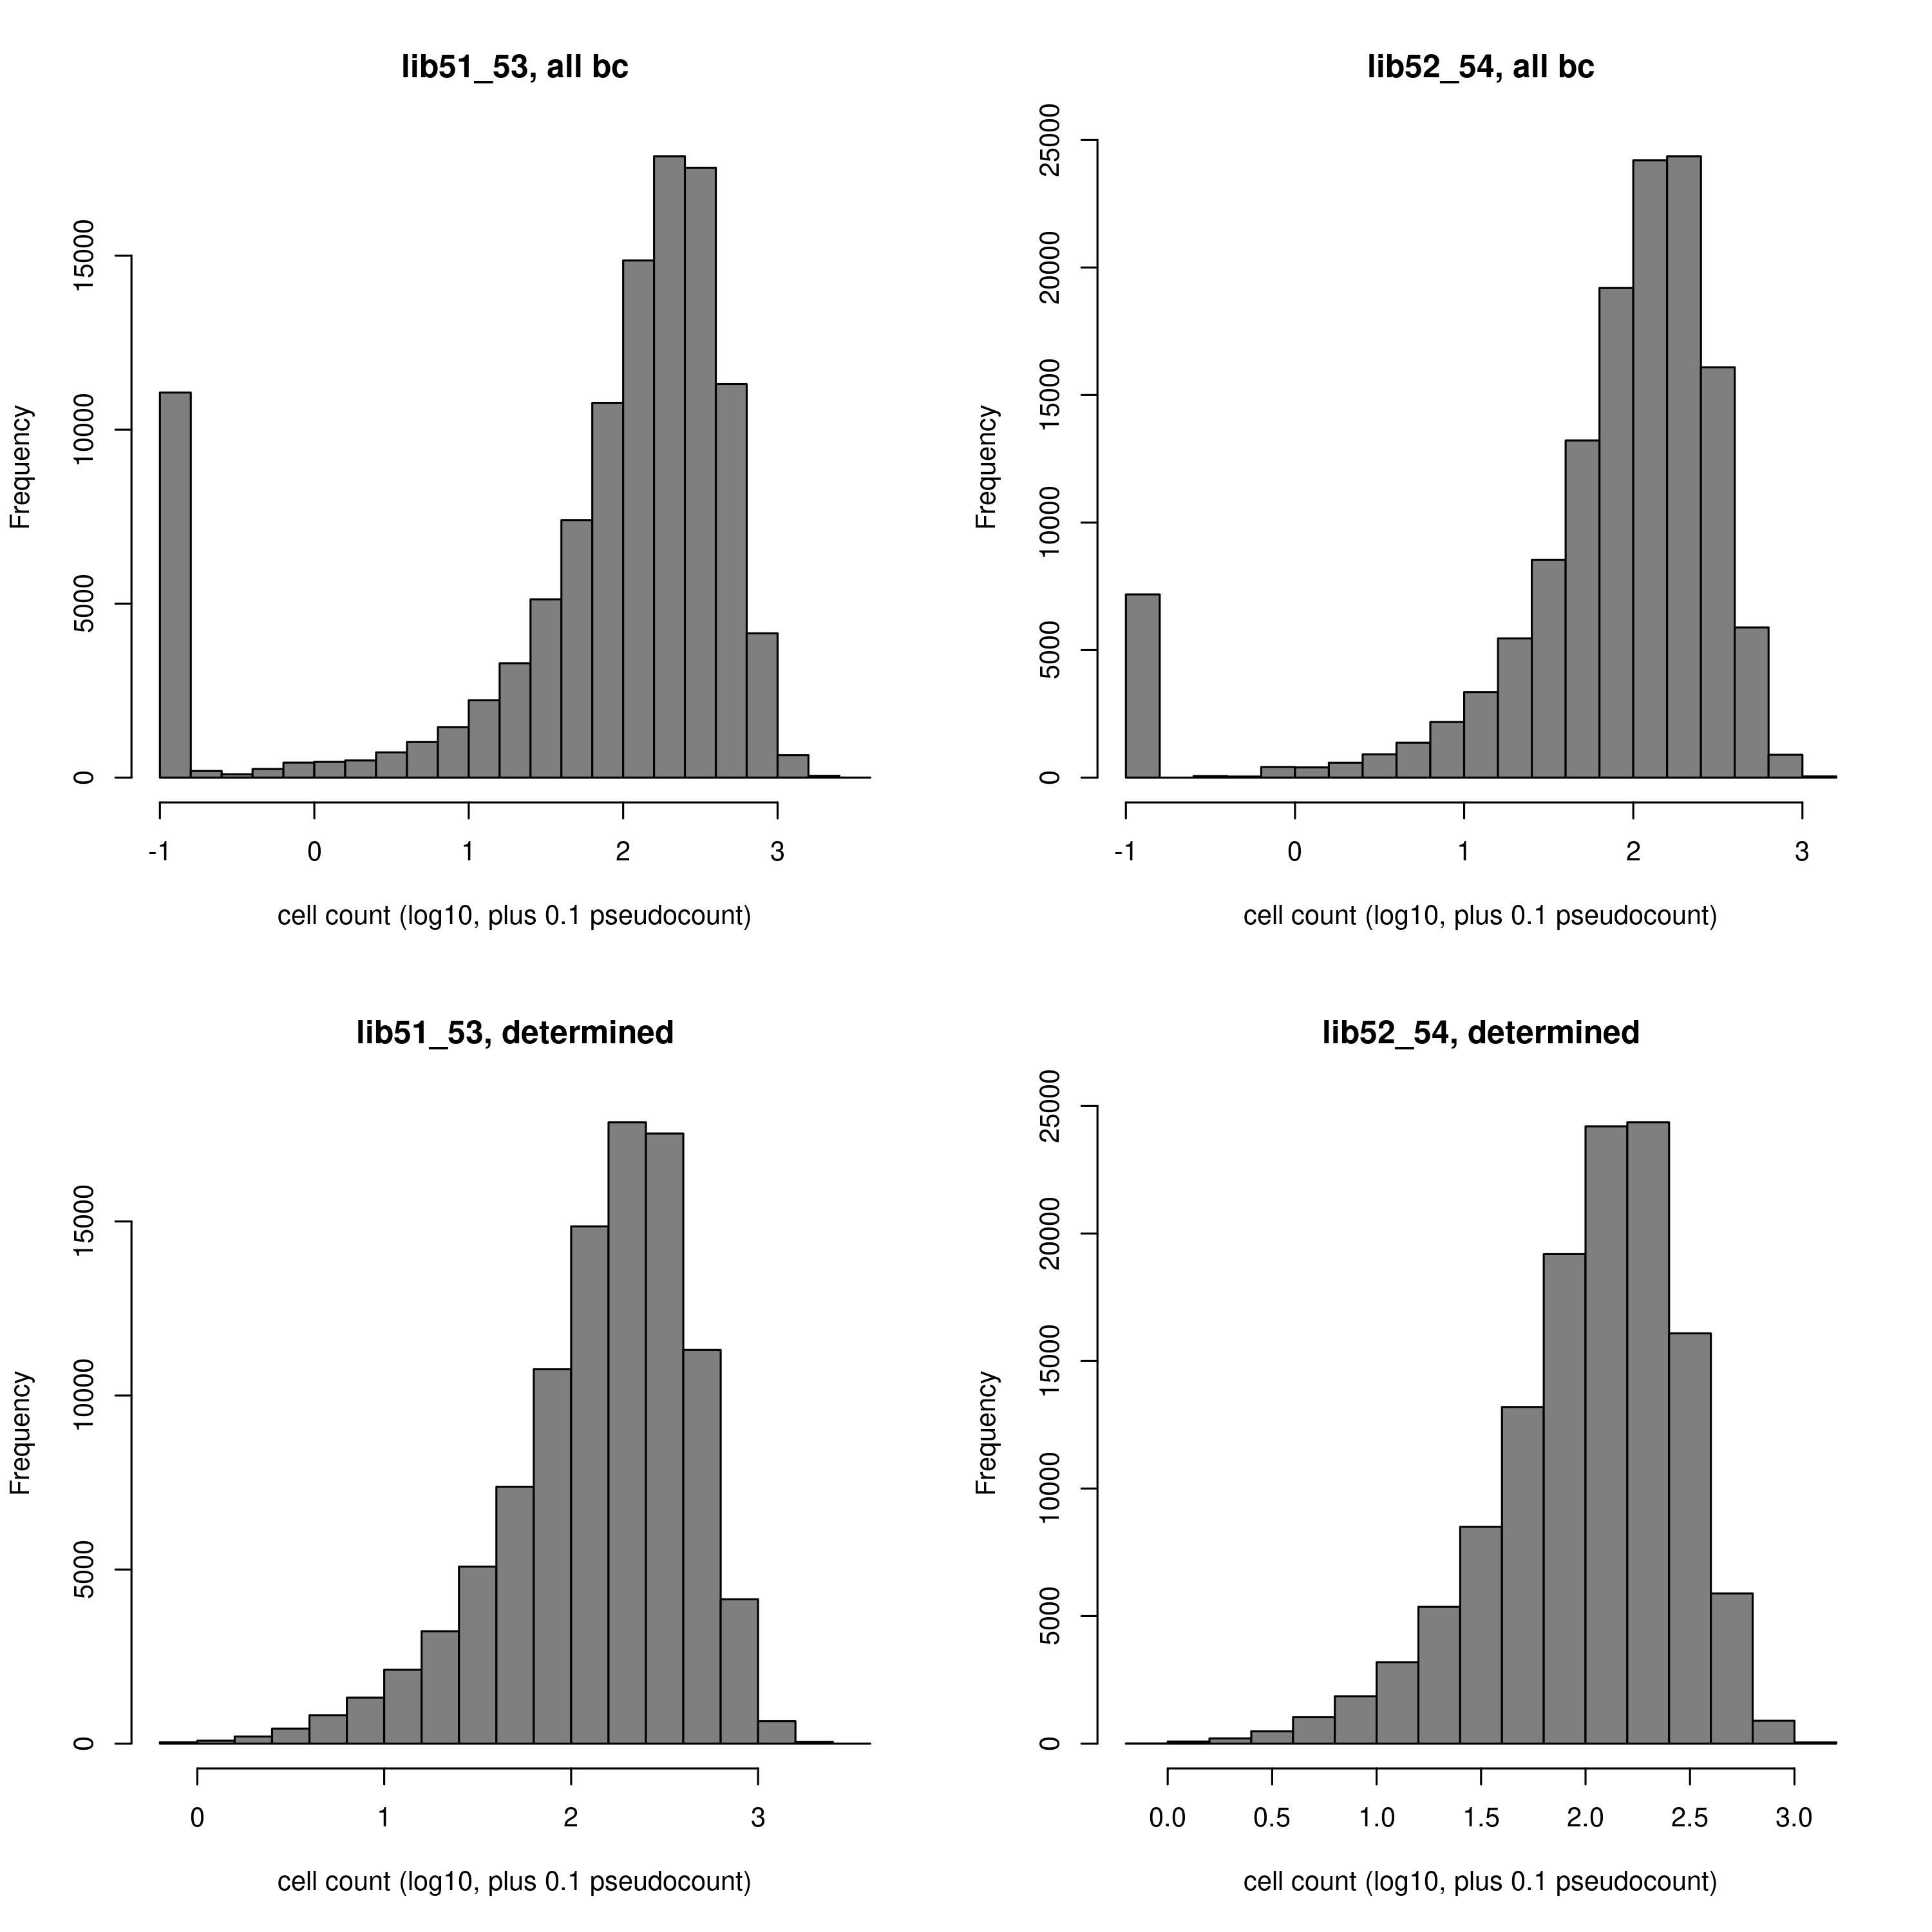 lib51_53, all bc
Frequency
15000
10000
5000
0
-1 0 1 2 3
cell count (log10, plus 0.1 pseudocount)
lib52_54, all bc
Frequency
25000
20000
15000
10000
5000
0
-1 0 1 2 3
cell count (log10, plus 0.1 pseudocount)
lib51_53, determined
Frequency
15000
10000
5000
0
0 1 2 3
cell count (log10, plus 0.1 pseudocount)
lib52_54, determined
Frequency
25000
20000
15000
10000
5000
0
0.0 0.5 1.0 1.5 2.0 2.5 3.0
cell count (log10, plus 0.1 pseudocount)